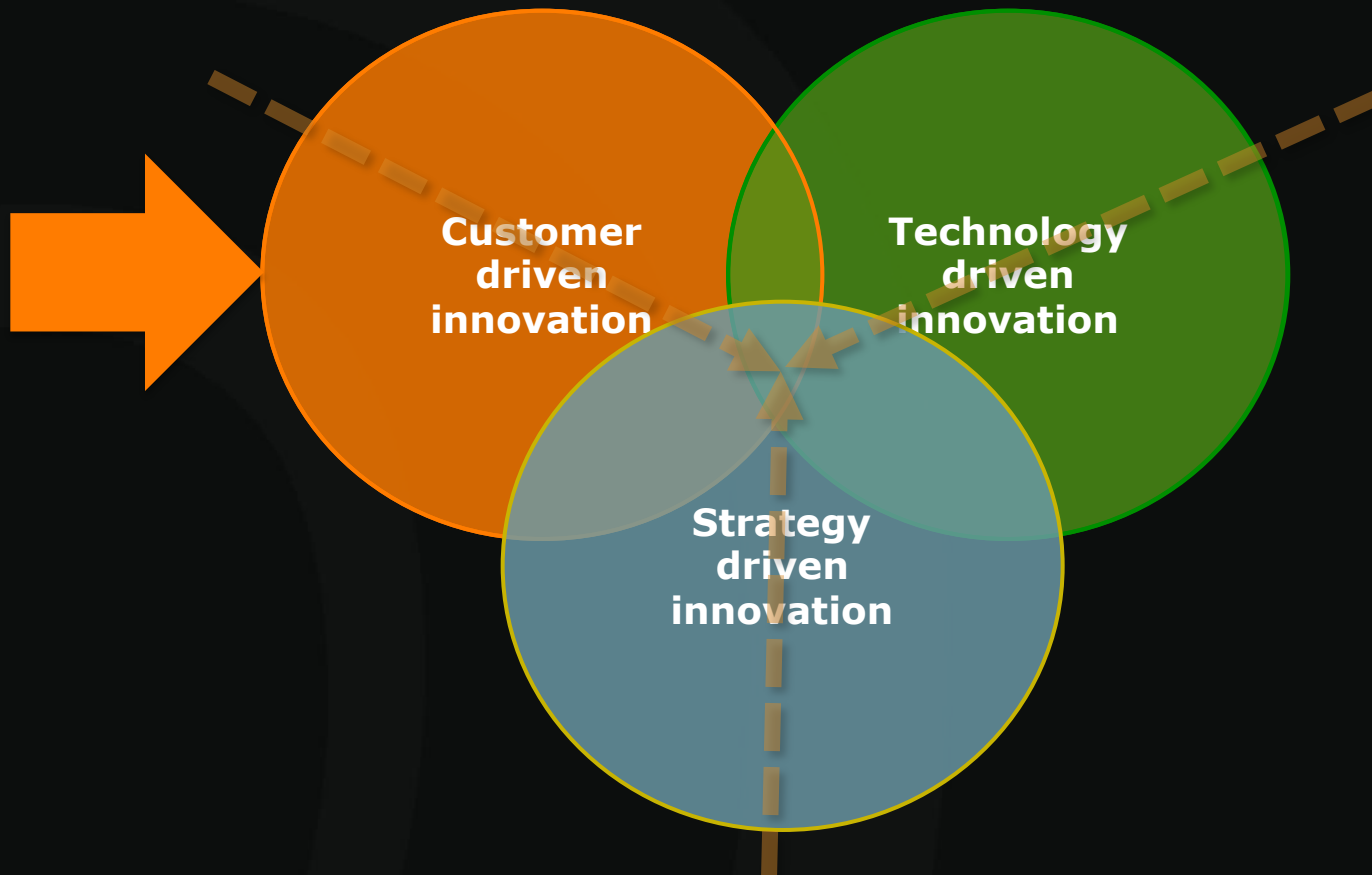 Customer
driven
innovation
Technology
driven
innovation
Strategy
driven
innovation